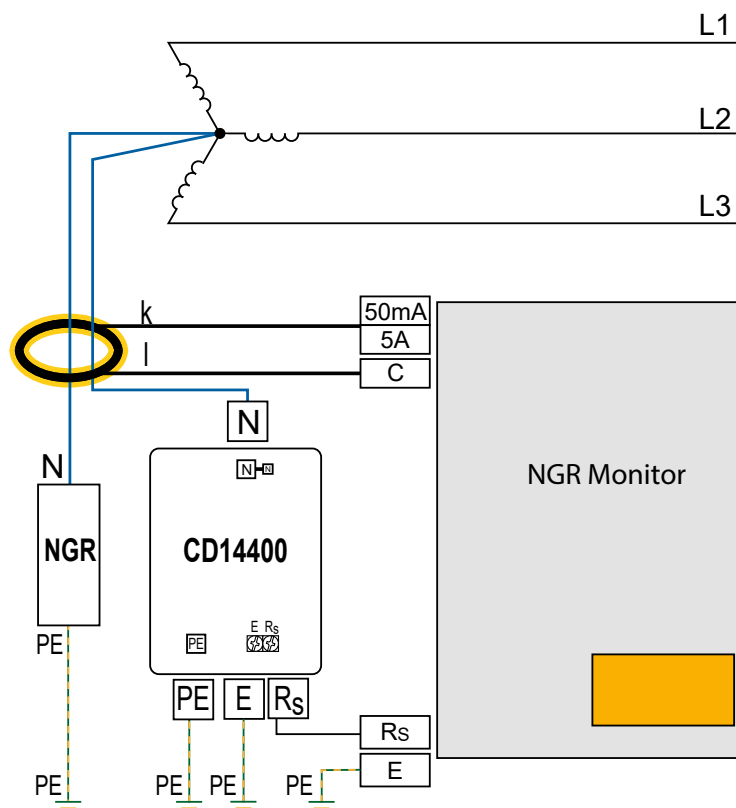 L1
L2
L3
k
50mA
l
5A
C
N
N
N N
NGR Monitor
NGR
CD14400
E Rs
PE
PE
PE E Rs
Rs
E
PE PE PE PE